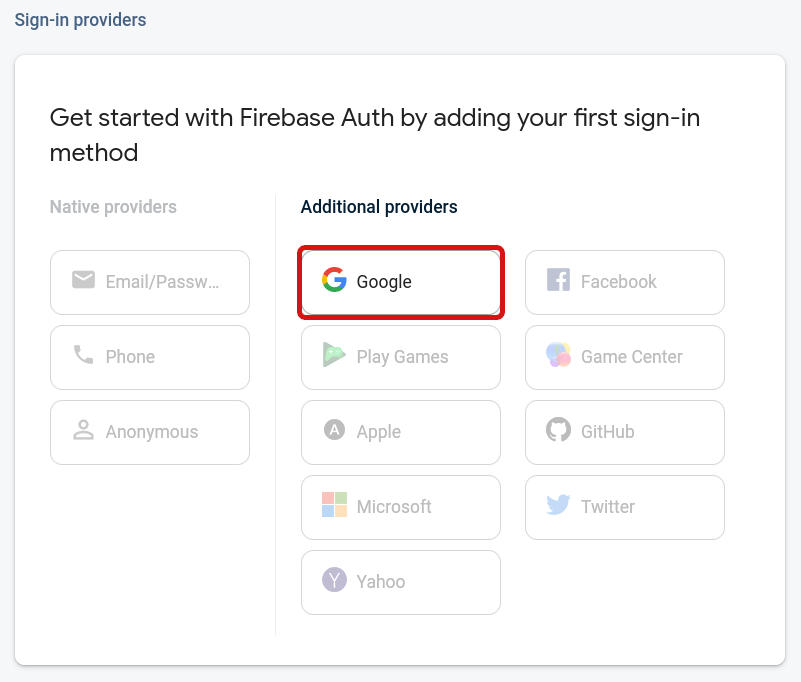 Sign-in providers
Get started with Firebase Auth by adding your first sign-in
method
Native providers
Additional providers
Email/Passw…
Google
Facebook
Phone
Play Games
Game Center
Anonymous
A
Apple
GitHub
Microsoft
Twitter
Y
Yahoo